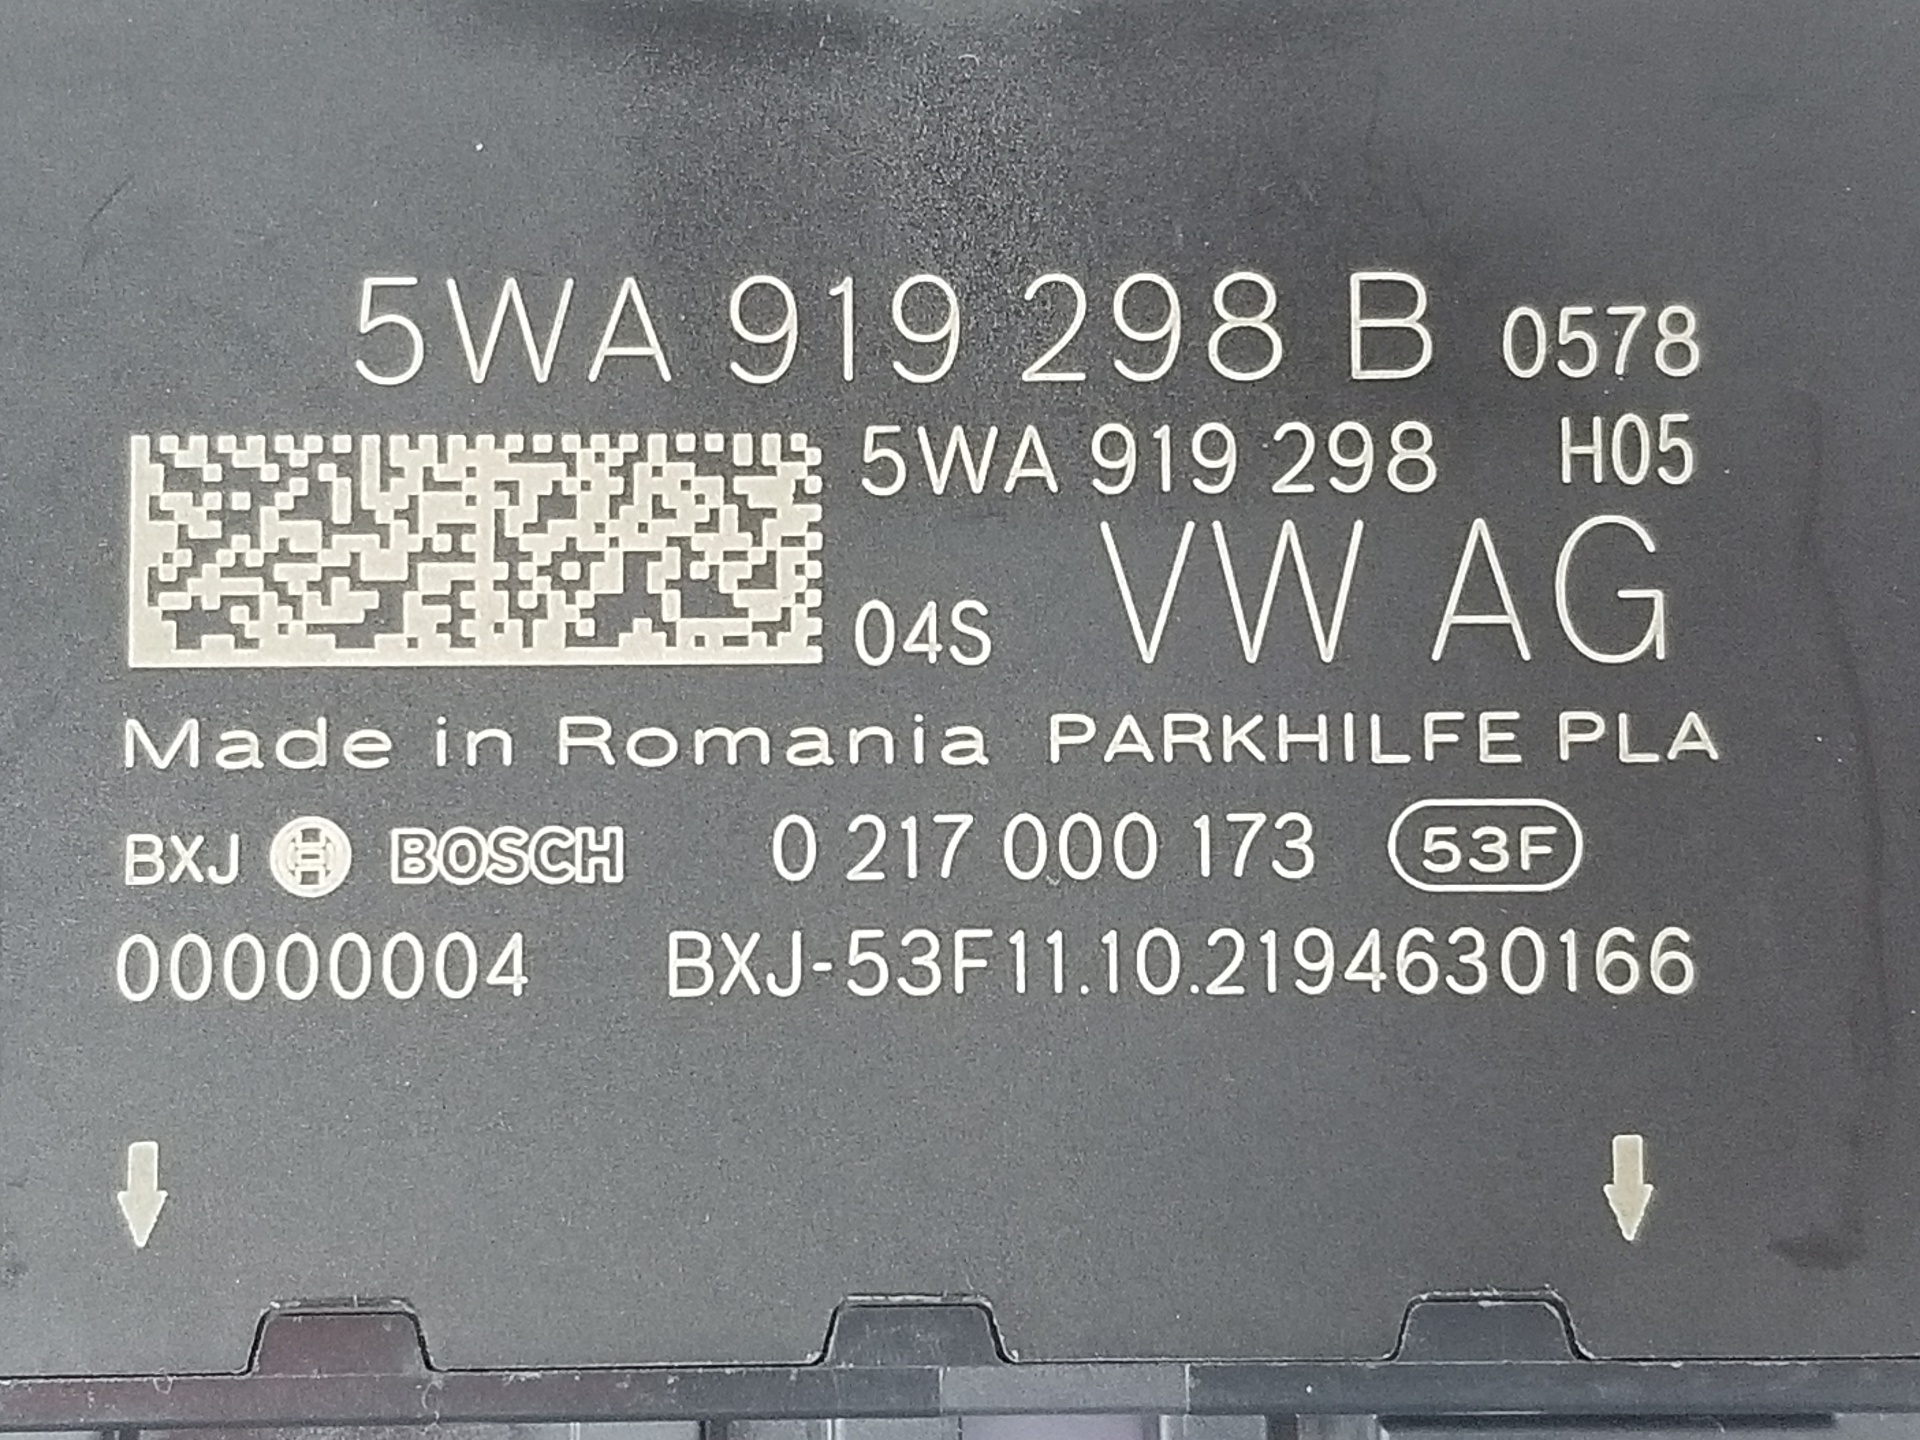 5WA 919 298 B 0578
5WA 919 298 H05
04S VW AG
Made in Romania PARKHILFE PLA
BXJ BOSCH 0 217 000 173 53F
00000004 BXJ-53F11.10.2194630166